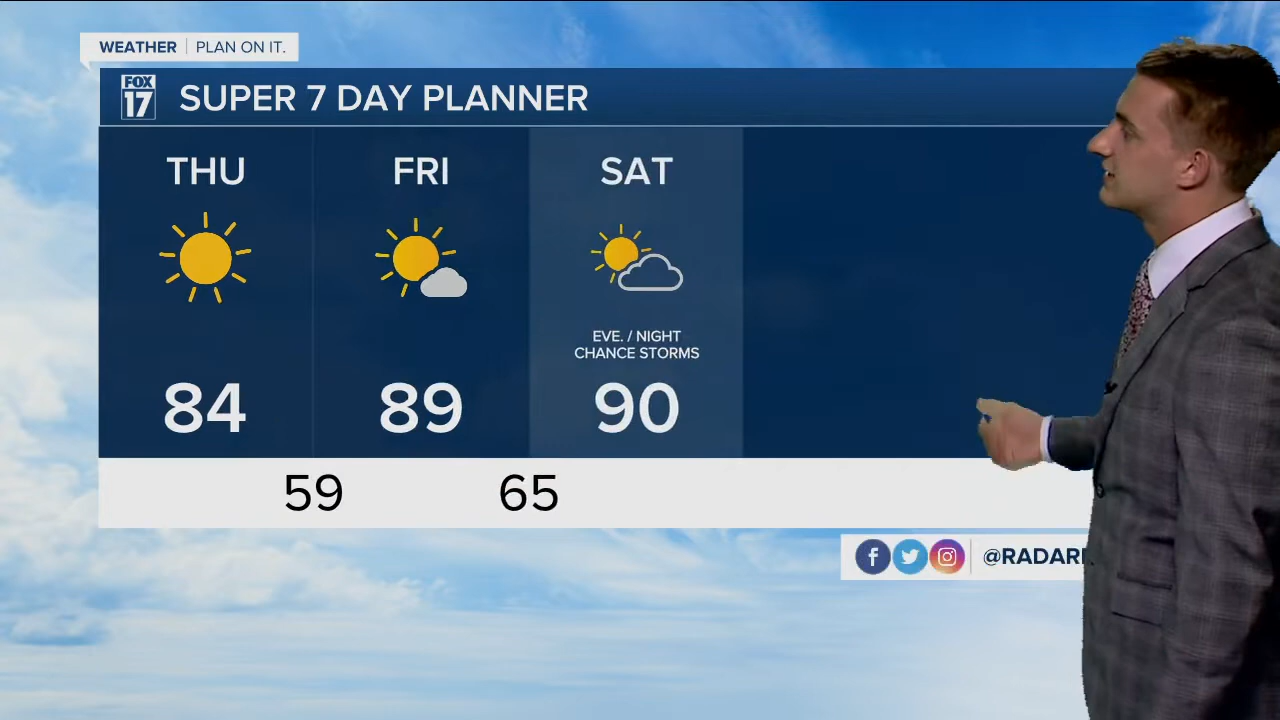 WEATHER | PLAN ON IT.
FOX 17
SUPER 7 DAY PLANNER
THU
FRI
SAT
EVE. / NIGHT
CHANCE STORMS
84
89
90
59
65